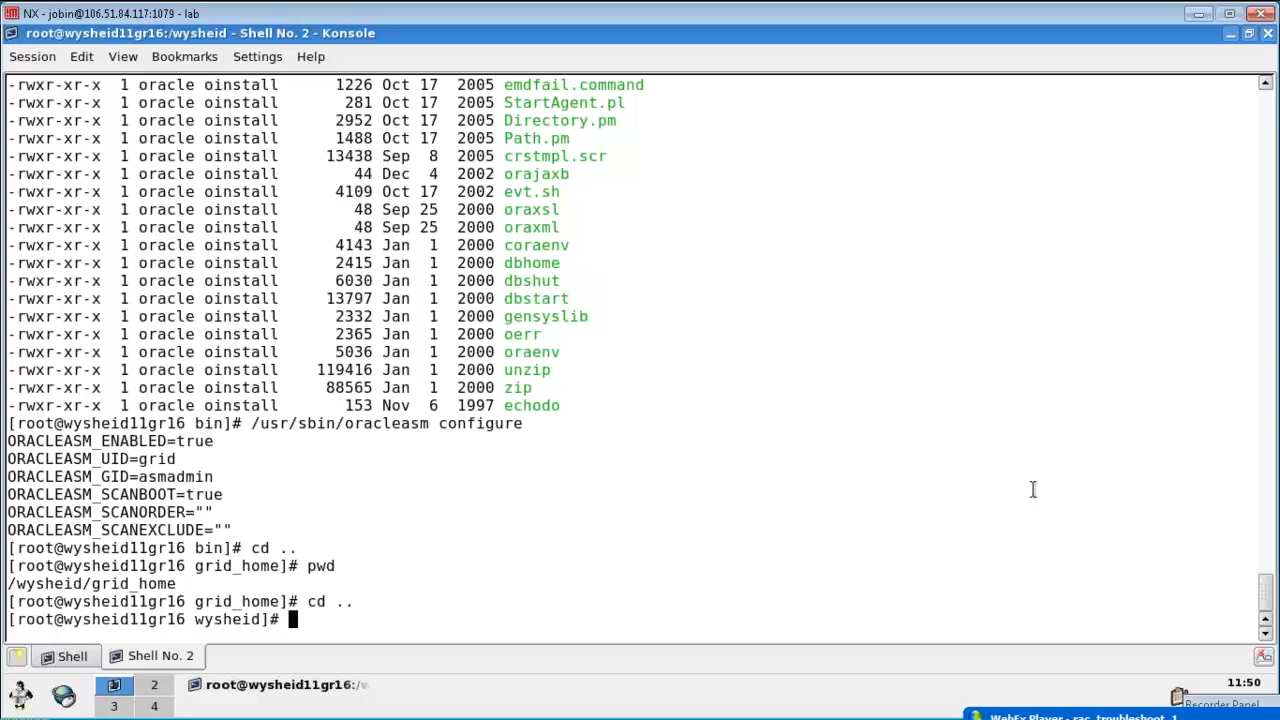 NX - jobin@106.51.84.117:1079 - lab
root@wysheid11gr16:/wysheid - Shell No. 2 - Konsole
Session Edit View Bookmarks Settings Help
-rwxr-xr-x 1 oracle oinstall 1226 Oct 17 2005 emdfail.command
-rwxr-xr-x 1 oracle oinstall 281 Oct 17 2005 StartAgent.pl
-rwxr-xr-x 1 oracle oinstall 2952 Oct 17 2005 Directory.pm
-rwxr-xr-x 1 oracle oinstall 1488 Oct 17 2005 Path.pm
-rwxr-xr-x 1 oracle oinstall 13438 Sep 8 2005 crstmpl.scr
-rwxr-xr-x 1 oracle oinstall 44 Dec 4 2002 orajaxb
-rwxr-xr-x 1 oracle oinstall 4109 Oct 17 2002 evt.sh
-rwxr-xr-x 1 oracle oinstall 48 Sep 25 2000 oraxsl
-rwxr-xr-x 1 oracle oinstall 48 Sep 25 2000 oraxml
-rwxr-xr-x 1 oracle oinstall 4143 Jan 1 2000 coraenv
-rwxr-xr-x 1 oracle oinstall 2415 Jan 1 2000 dbhome
-rwxr-xr-x 1 oracle oinstall 6030 Jan 1 2000 dbshut
-rwxr-xr-x 1 oracle oinstall 13797 Jan 1 2000 dbstart
-rwxr-xr-x 1 oracle oinstall 2332 Jan 1 2000 gensyslib
-rwxr-xr-x 1 oracle oinstall 2365 Jan 1 2000 oerr
-rwxr-xr-x 1 oracle oinstall 5036 Jan 1 2000 oraenv
-rwxr-xr-x 1 oracle oinstall 119416 Jan 1 2000 unzip
-rwxr-xr-x 1 oracle oinstall 88565 Jan 1 2000 zip
-rwxr-xr-x 1 oracle oinstall 153 Nov 6 1997 echodo
[root@wysheid11gr16 bin]# /usr/sbin/oracleasm configure
ORACLEASM_ENABLED=true
ORACLEASM_UID=grid
ORACLEASM_GID=asmadmin
ORACLEASM_SCANBOOT=true
ORACLEASM_SCANORDER=""
ORACLEASM_SCANEXCLUDE=""
[root@wysheid11gr16 bin]# cd ..
[root@wysheid11gr16 grid_home]# pwd
/wysheid/grid_home
[root@wysheid11gr16 grid_home]# cd ..
[root@wysheid11gr16 wysheid]#
Shell Shell No. 2
1 2 root@wysheid11gr16:/w 11:50
3 4 Recorder Panel
WebEx Player - rac_troubleshoot_1